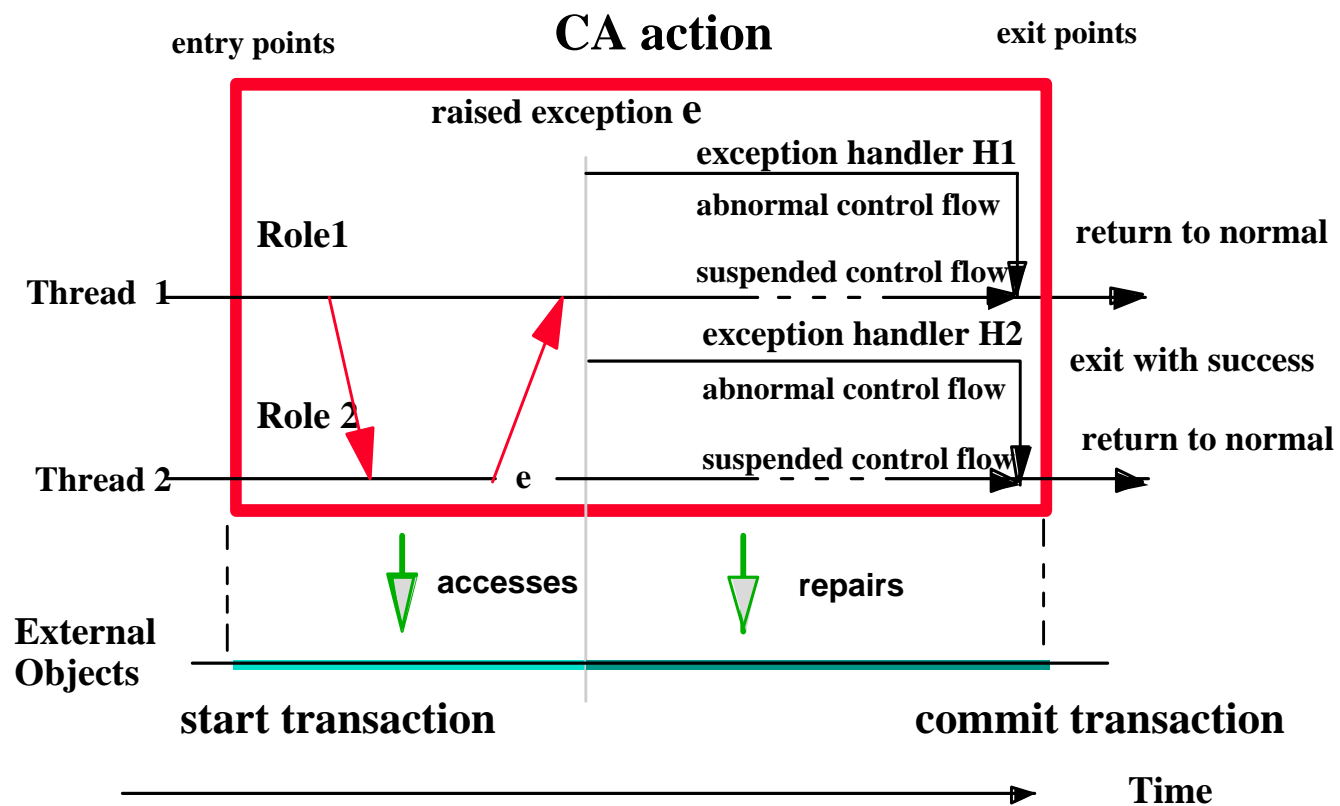 CA action
entry points
exit points
raised exception e
exception handler H1
abnormal control flow
Role1
return to normal
suspended control flow
Thread 1
exception handler H2
exit with success
abnormal control flow
Role 2
return to normal
suspended control flow
Thread 2
e
accesses
repairs
External
Objects
start transaction
commit transaction
Time